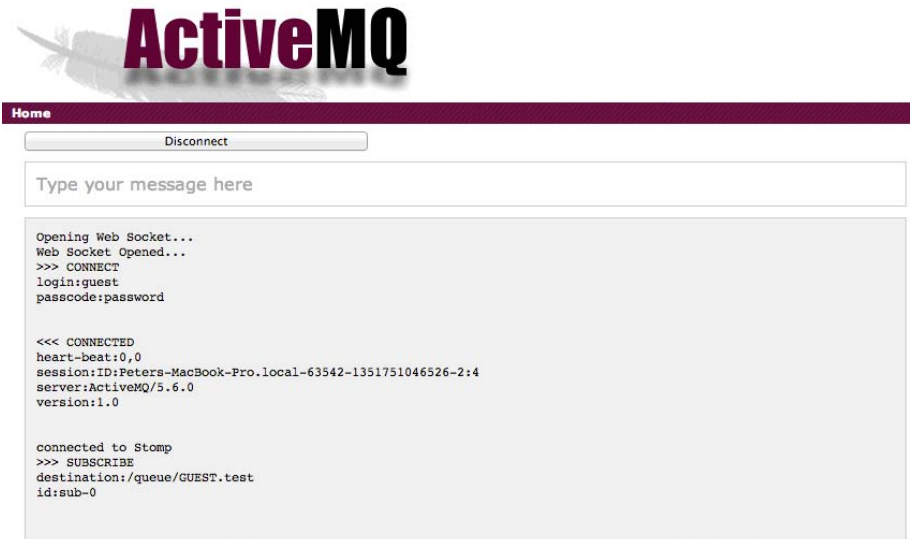 ActiveMQ
Home
Disconnect
Type your message here
Opening Web Socket...
Web Socket Opened...
>>> CONNECT
login:guest
passcode:password
<<< CONNECTED
heart-beat:0,0
session:ID:Peters-MacBook-Pro.local-63542-1351751046526-2:4
server:ActiveMQ/5.6.0
version:1.0
connected to Stomp
>>> SUBSCRIBE
destination:/queue/GUEST.test
id:sub-0